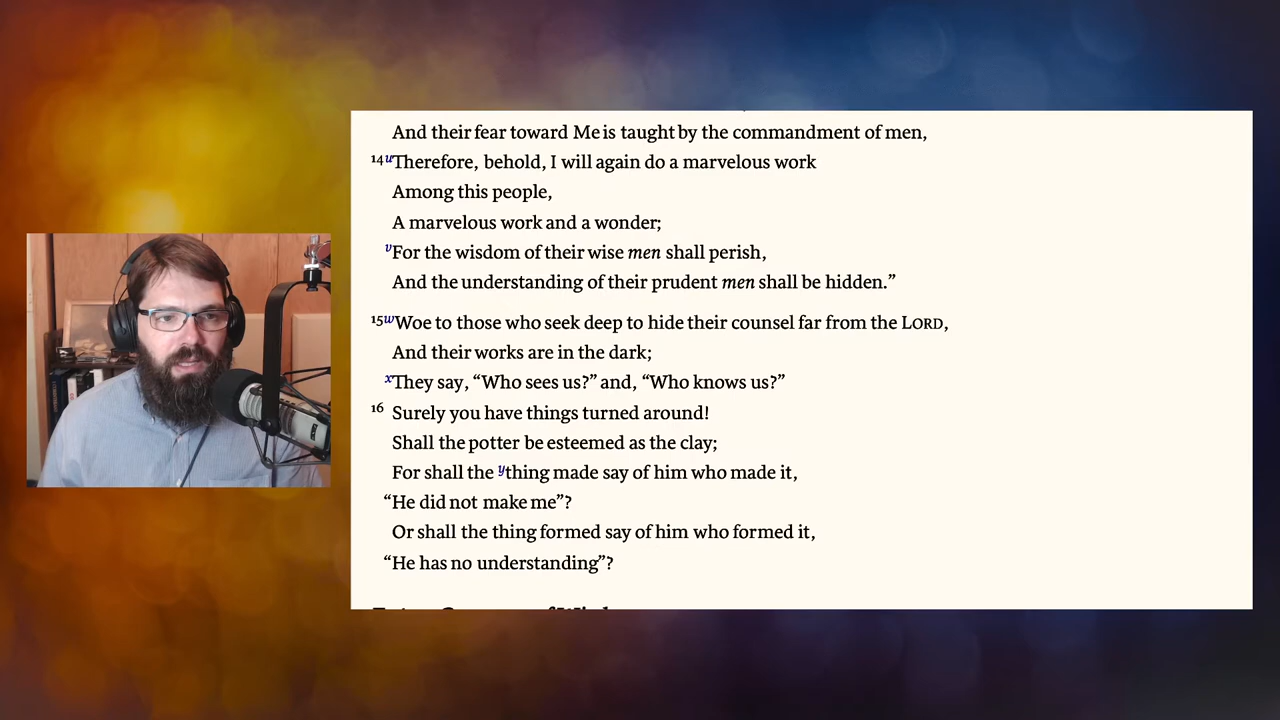 And their fear toward Me is taught by the commandment of men,
14 uTherefore, behold, I will again do a marvelous work
Among this people,
A marvelous work and a wonder;
vFor the wisdom of their wise men shall perish,
And the understanding of their prudent men shall be hidden.”
15 wWoe to those who seek deep to hide their counsel far from the LORD,
And their works are in the dark;
xThey say, “Who sees us?” and, “Who knows us?”
16 Surely you have things turned around!
Shall the potter be esteemed as the clay;
For shall the ything made say of him who made it,
“He did not make me”?
Or shall the thing formed say of him who formed it,
“He has no understanding”?